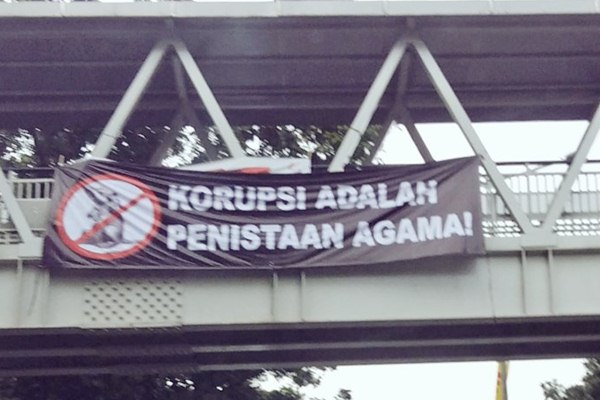 KORUPSI ADALAH
PENISTAAN AGAMA!